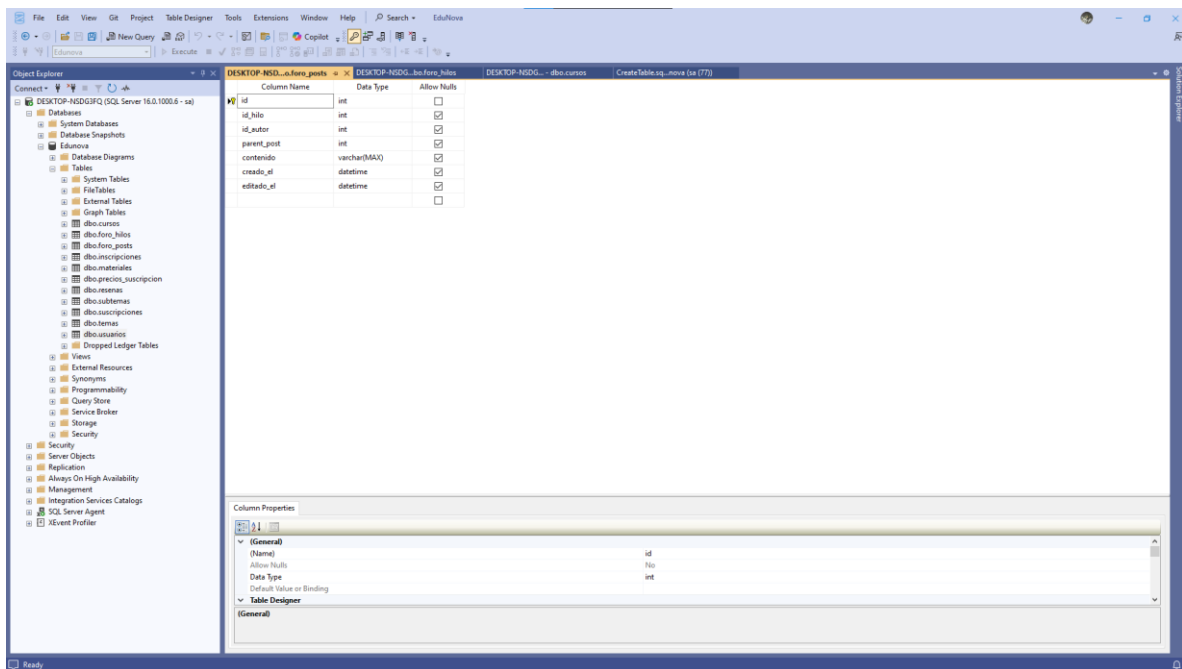 File Edit View Git Project Table Designer Tools Extensions Window Help Search EduNova
New Query Copilot
Edunova Execute
Object Explorer
Connect
DESKTOP-NSDG3FQ (SQL Server 16.0.1000.6 - sa)
Databases
System Databases
Database Snapshots
Edunova
Database Diagrams
Tables
System Tables
FileTables
External Tables
Graph Tables
dbo.cursos
dbo.foro_hilos
dbo.foro_posts
dbo.inscripciones
dbo.materiales
dbo.precios_suscripcion
dbo.resenas
dbo.subtemas
dbo.suscripciones
dbo.temas
dbo.usuarios
Dropped Ledger Tables
Views
External Resources
Synonyms
Programmability
Query Store
Service Broker
Storage
Security
Security
Server Objects
Replication
Always On High Availability
Management
Integration Services Catalogs
SQL Server Agent
XEvent Profiler
DESKTOP-NSD...o.foro_posts DESKTOP-NSDG...bo.foro_hilos DESKTOP-NSDG... - dbo.cursos CreateTable.sq...nova (sa (77))
Column Name Data Type Allow Nulls
id int
id_hilo int
id_autor int
parent_post int
contenido varchar(MAX)
creado_el datetime
editado_el datetime
Column Properties
(General)
(Name) id
Allow Nulls No
Data Type int
Default Value or Binding
Table Designer
(General)
Solution Explorer
Ready